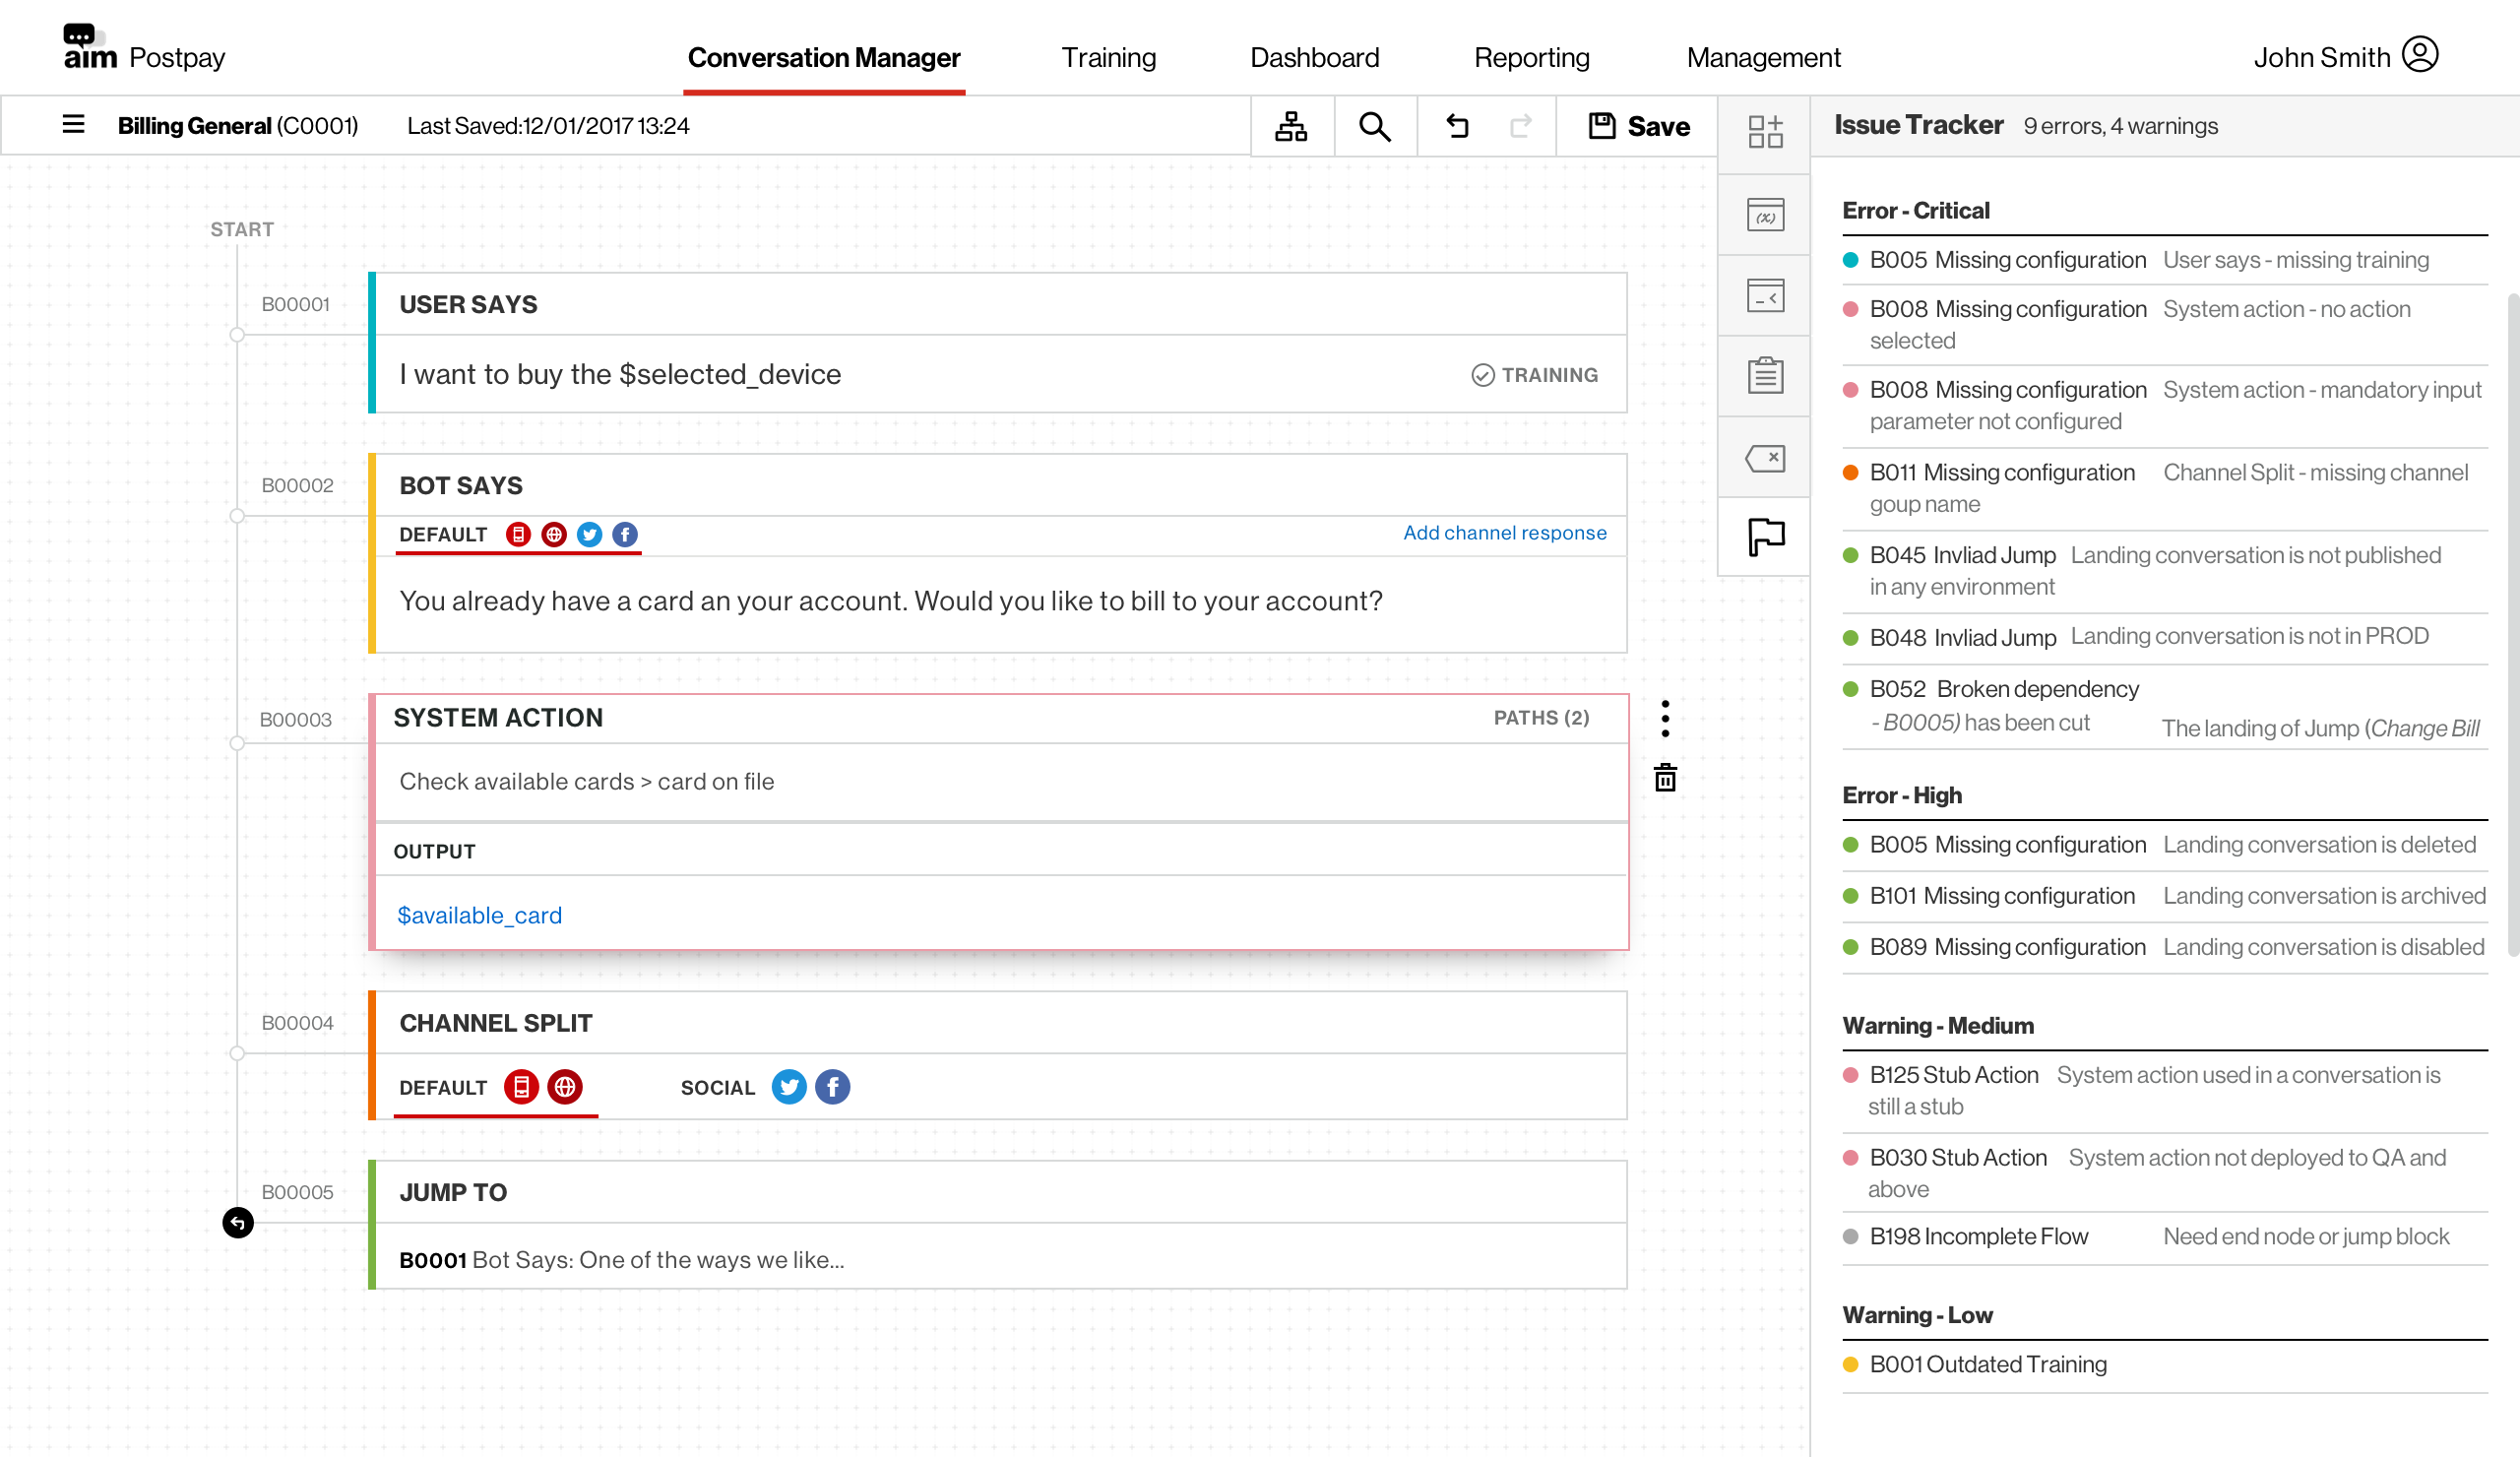 aim Postpay
Conversation Manager
Training
Dashboard
Reporting
Management
John Smith
Billing General (C0001)
Last Saved:12/01/2017 13:24
Save
START
B00001
USER SAYS
I want to buy the $selected_device
TRAINING
B00002
BOT SAYS
DEFAULT
Add channel response
You already have a card an your account. Would you like to bill to your account?
B00003
SYSTEM ACTION
PATHS (2)
Check available cards > card on file
OUTPUT
$available_card
B00004
CHANNEL SPLIT
DEFAULT
SOCIAL
B00005
JUMP TO
B0001 Bot Says: One of the ways we like...
(x)
Issue Tracker 9 errors, 4 warnings
Error - Critical
B005 Missing configuration User says - missing training
B008 Missing configuration System action - no action
selected
B008 Missing configuration System action - mandatory input
parameter not configured
B011 Missing configuration Channel Split - missing channel
goup name
B045 Invliad Jump Landing conversation is not published
in any environment
B048 Invliad Jump Landing conversation is not in PROD
B052 Broken dependency
The landing of Jump (Change Bill
- B0005) has been cut
Error - High
B005 Missing configuration Landing conversation is deleted
B101 Missing configuration Landing conversation is archived
B089 Missing configuration Landing conversation is disabled
Warning - Medium
B125 Stub Action System action used in a conversation is
still a stub
B030 Stub Action System action not deployed to QA and
above
B198 Incomplete Flow Need end node or jump block
Warning - Low
B001 Outdated Training